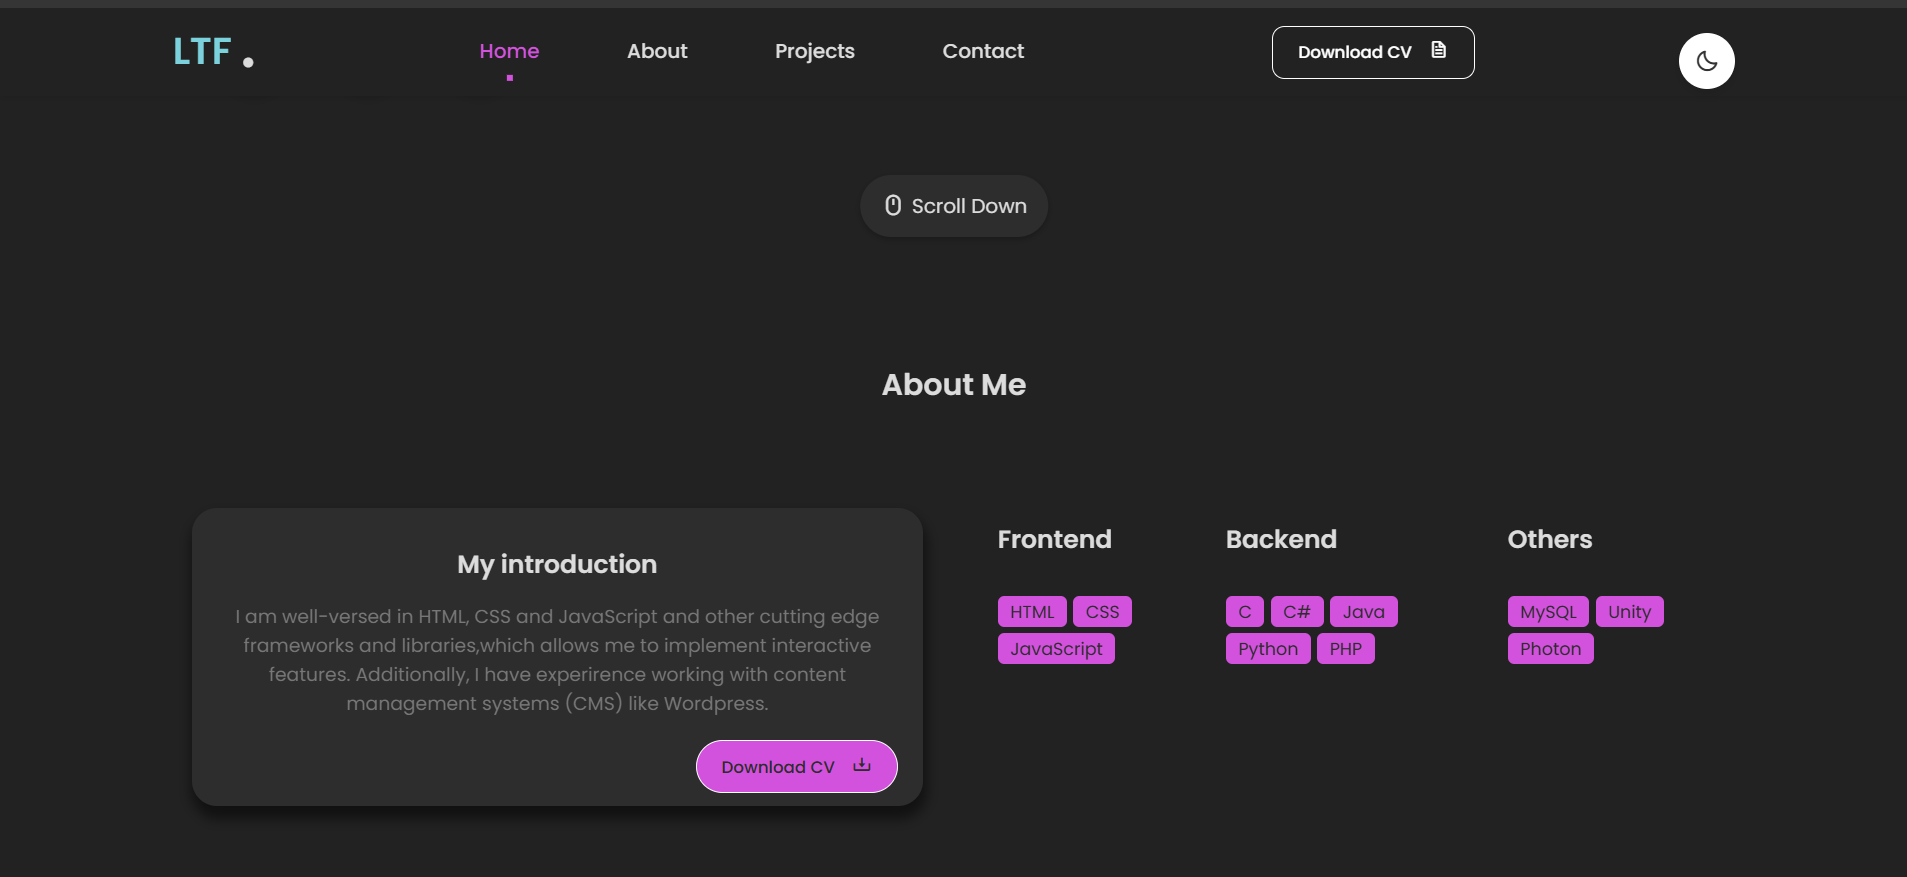 LTF .
Home About Projects Contact
Download CV
Scroll Down
About Me
My introduction
I am well-versed in HTML, CSS and JavaScript and other cutting edge
frameworks and libraries,which allows me to implement interactive
features. Additionally, I have experirence working with content
management systems (CMS) like Wordpress.
Download CV
Frontend
HTML CSS
JavaScript
Backend
C C# Java
Python PHP
Others
MySQL Unity
Photon